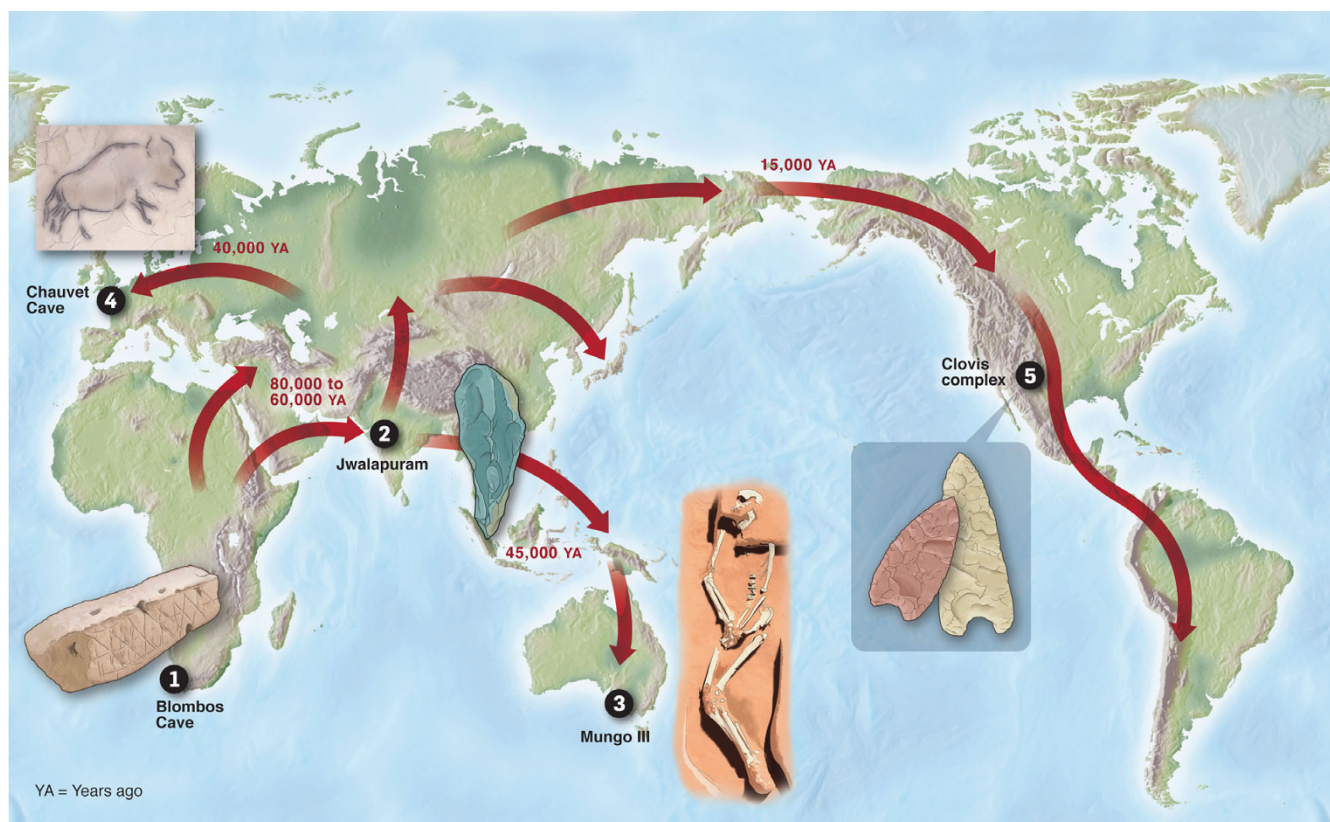 15,000 YA
40,000 YA
Chauvet
Cave
4
80,000 to
60,000 YA
2
Jwalapuram
Clovis
complex
5
45,000 YA
1
Blombos
Cave
3
Mungo III
YA = Years ago